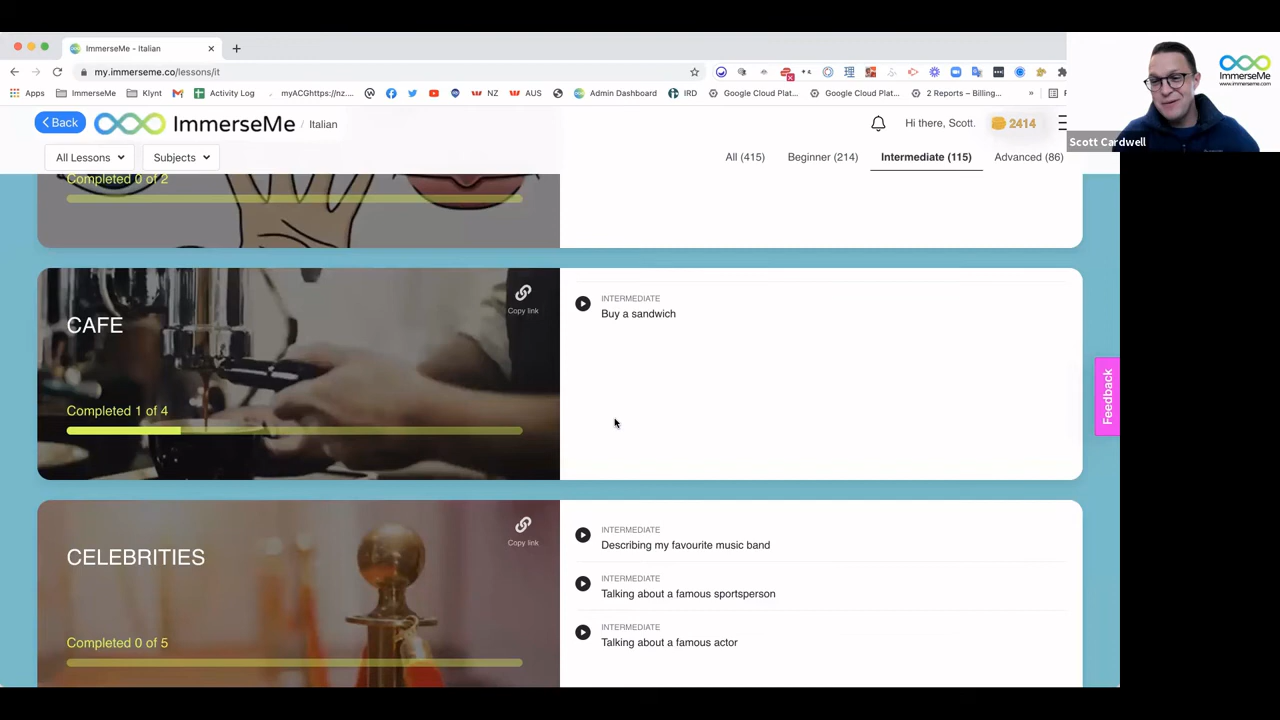 ImmerseMe - Italian
my.immerseme.co/lessons/it
Apps ImmerseMe Klynt Activity Log myACGhttps://nz.... NZ AUS Admin Dashboard IRD Google Cloud Plat... Google Cloud Plat... 2 Reports – Billing... »
Back ImmerseMe / Italian Hi there, Scott. 2414
ImmerseMe
www.immerseme.com
Scott Cardwell
All Lessons Subjects All (415) Beginner (214) Intermediate (115) Advanced (86)
Completed 0 of 2
CAFE
Copy link
Completed 1 of 4
INTERMEDIATE
Buy a sandwich
Feedback
CELEBRITIES
Copy link
Completed 0 of 5
INTERMEDIATE
Describing my favourite music band
INTERMEDIATE
Talking about a famous sportsperson
INTERMEDIATE
Talking about a famous actor